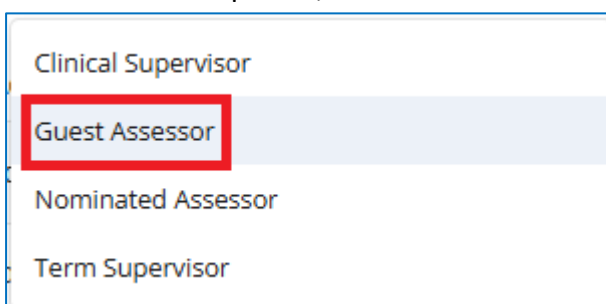 Clinical Supervisor
Guest Assessor
Nominated Assessor
Term Supervisor